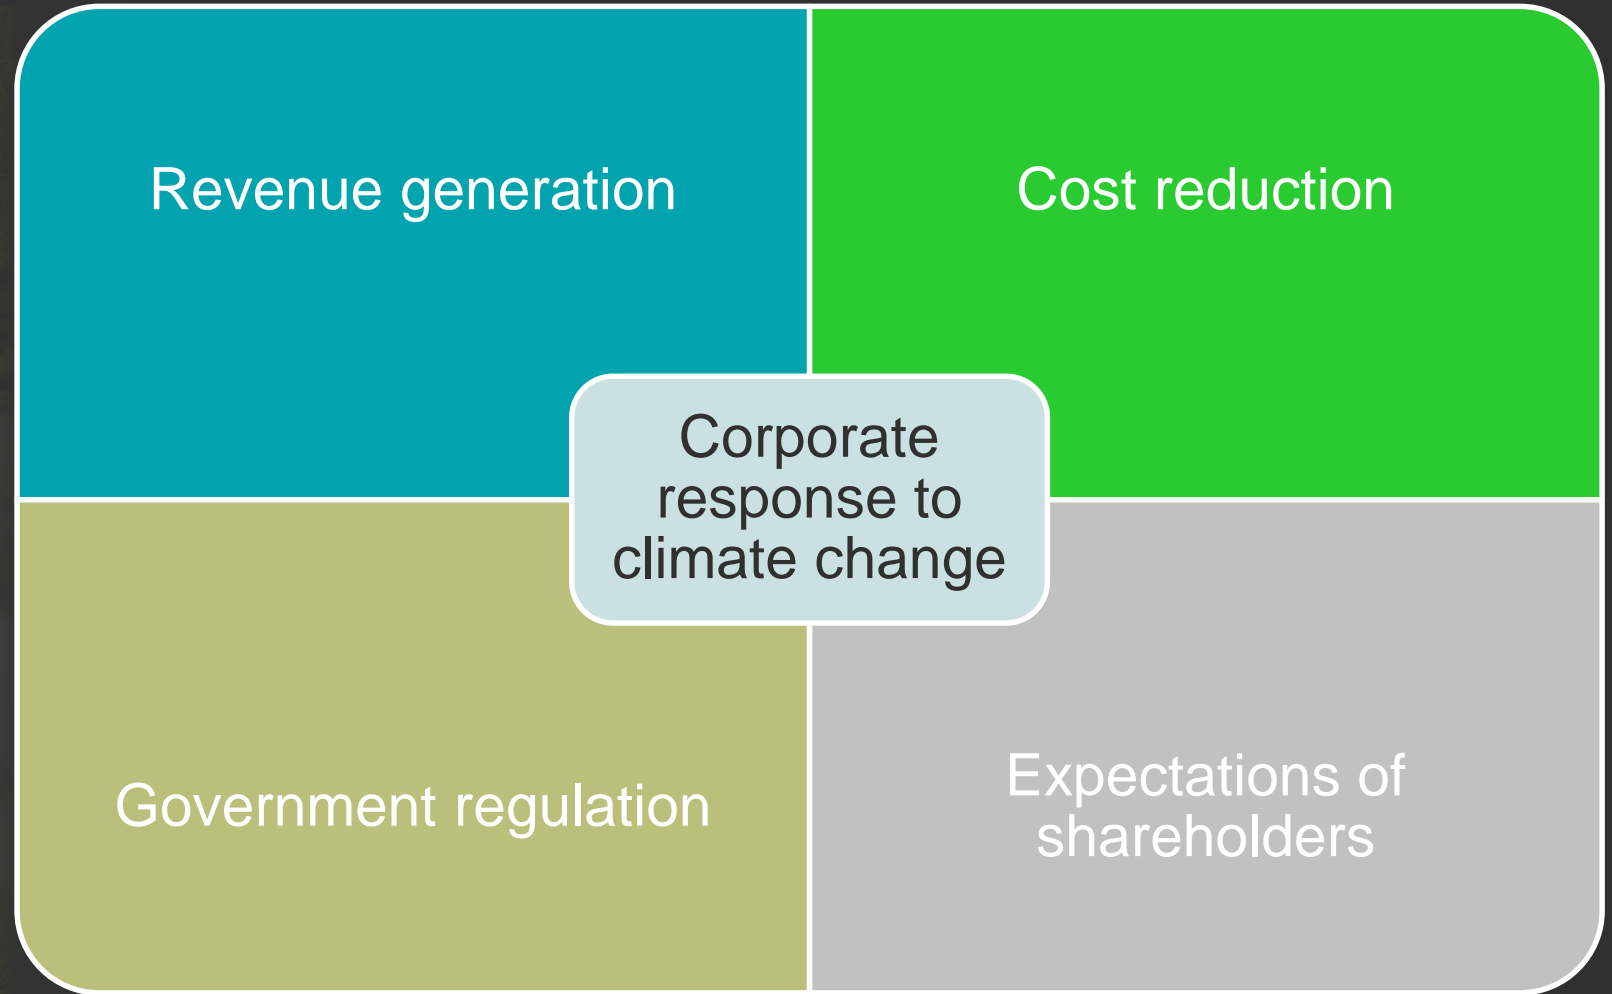 Revenue generation
Cost reduction
Corporate
response to
climate change
Government regulation
Expectations of
shareholders